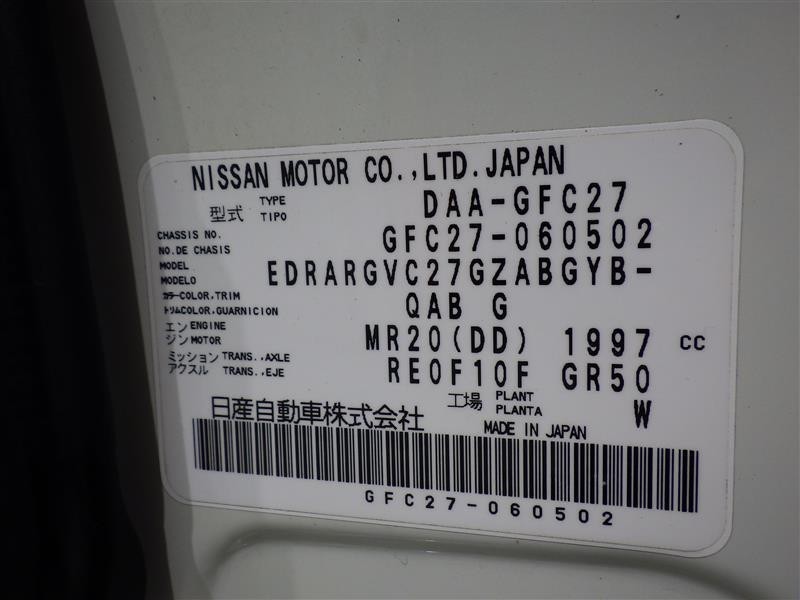 NISSAN MOTOR CO.,LTD.JAPAN
型式 TYPE TIPO DAA-GFC27
CHASSIS NO. NO.DE CHASIS GFC27-060502
MODEL MODELO EDRARGVC27GZABGYB-
カラーCOLOR,TRIM トリムCOLOR,GUARNICION QAB G
エンジン ENGINE MOTOR MR20(DD) 1997 CC
ミッション TRANS.,AXLE アクスル TRANS.,EJE RE0F10F GR50
日産自動車株式会社 工場 PLANT PLANTA W
MADE IN JAPAN
GFC27-060502